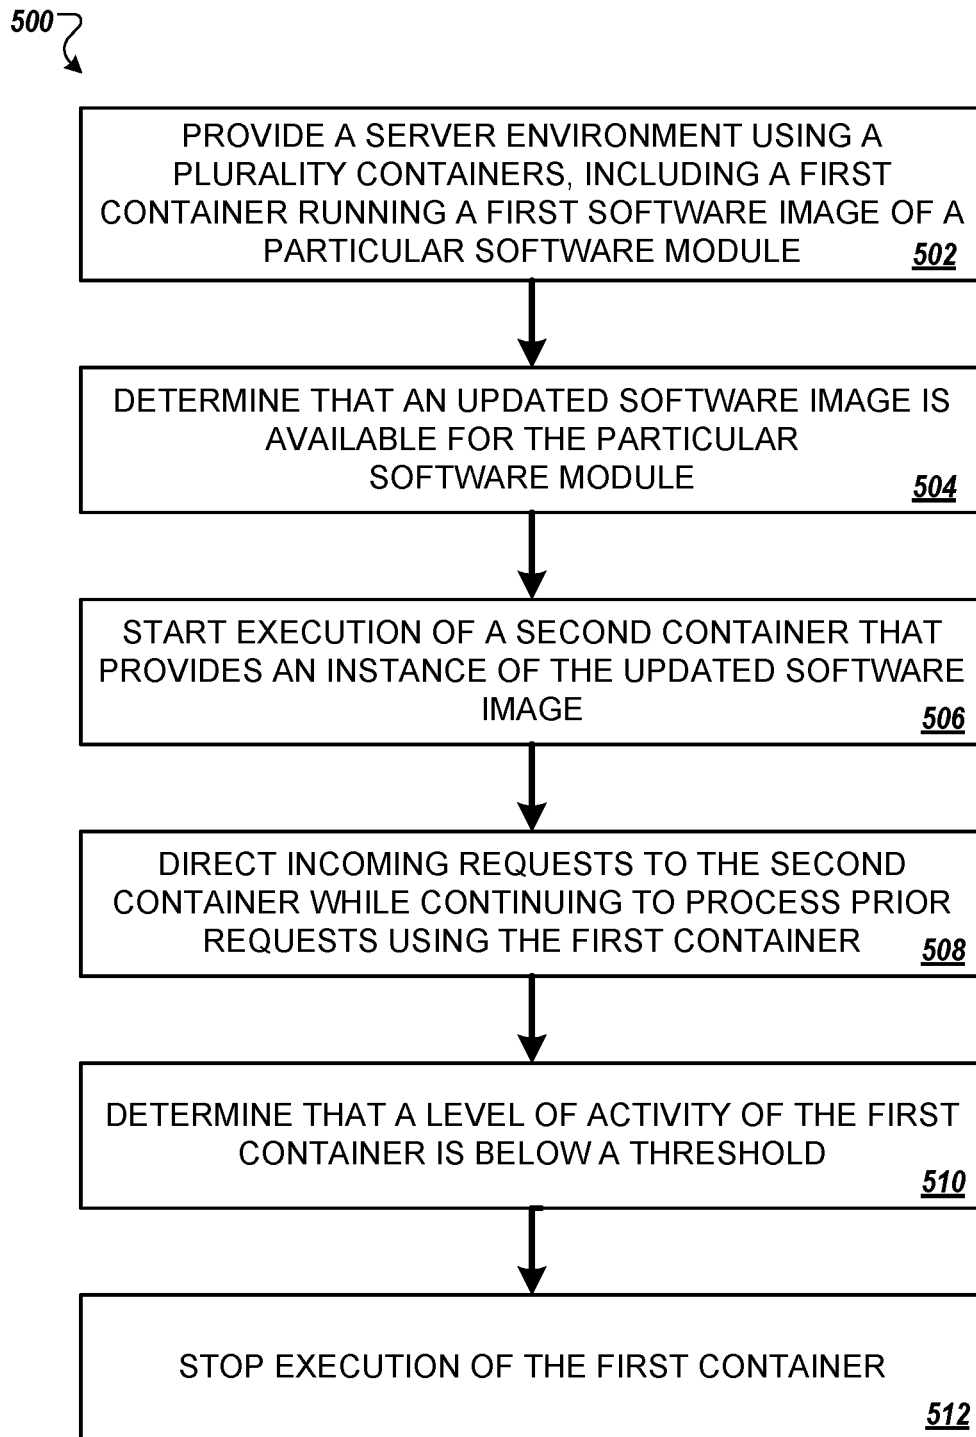 500
PROVIDE A SERVER ENVIRONMENT USING A
PLURALITY CONTAINERS, INCLUDING A FIRST
CONTAINER RUNNING A FIRST SOFTWARE IMAGE OF A
PARTICULAR SOFTWARE MODULE
502
DETERMINE THAT AN UPDATED SOFTWARE IMAGE IS
AVAILABLE FOR THE PARTICULAR
SOFTWARE MODULE
504
START EXECUTION OF A SECOND CONTAINER THAT
PROVIDES AN INSTANCE OF THE UPDATED SOFTWARE
IMAGE
506
DIRECT INCOMING REQUESTS TO THE SECOND
CONTAINER WHILE CONTINUING TO PROCESS PRIOR
REQUESTS USING THE FIRST CONTAINER
508
DETERMINE THAT A LEVEL OF ACTIVITY OF THE FIRST
CONTAINER IS BELOW A THRESHOLD
510
STOP EXECUTION OF THE FIRST CONTAINER
512